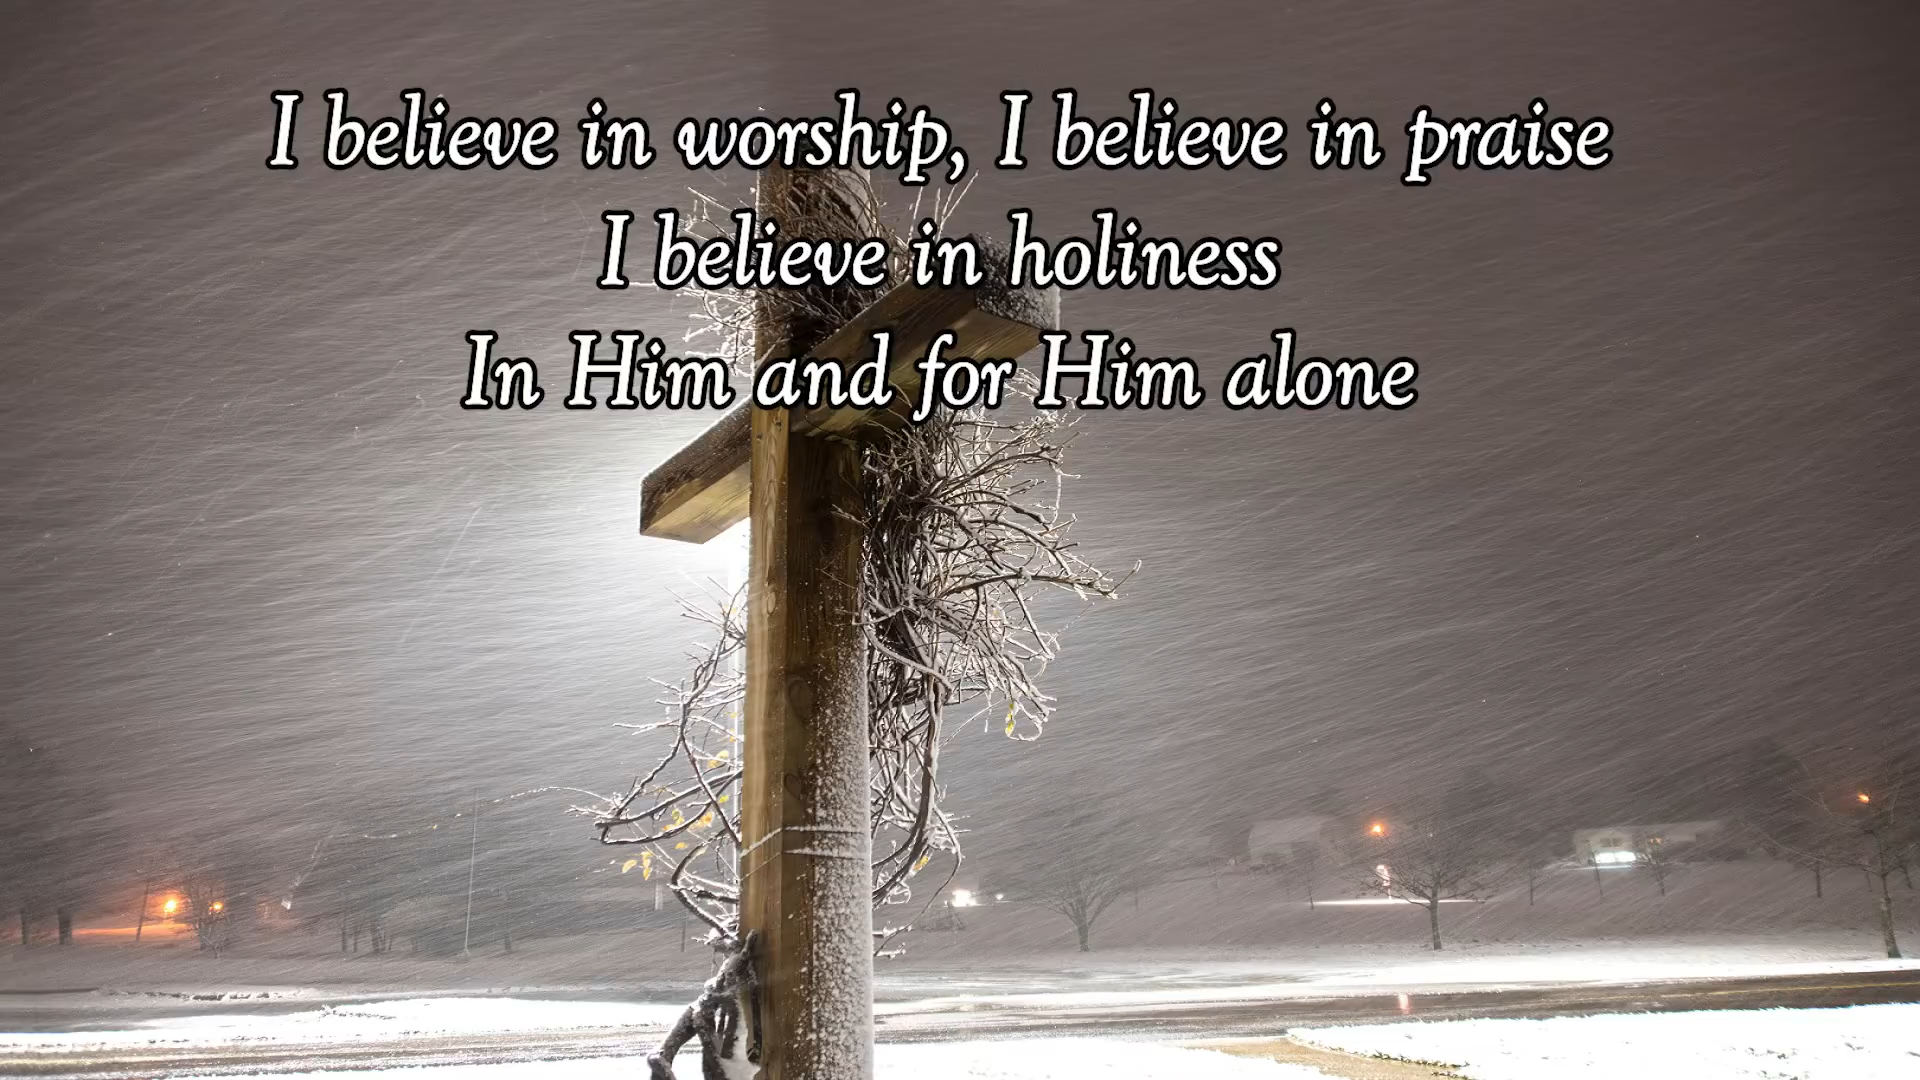 I believe in worship, I believe in praise
I believe in holiness
In Him and for Him alone